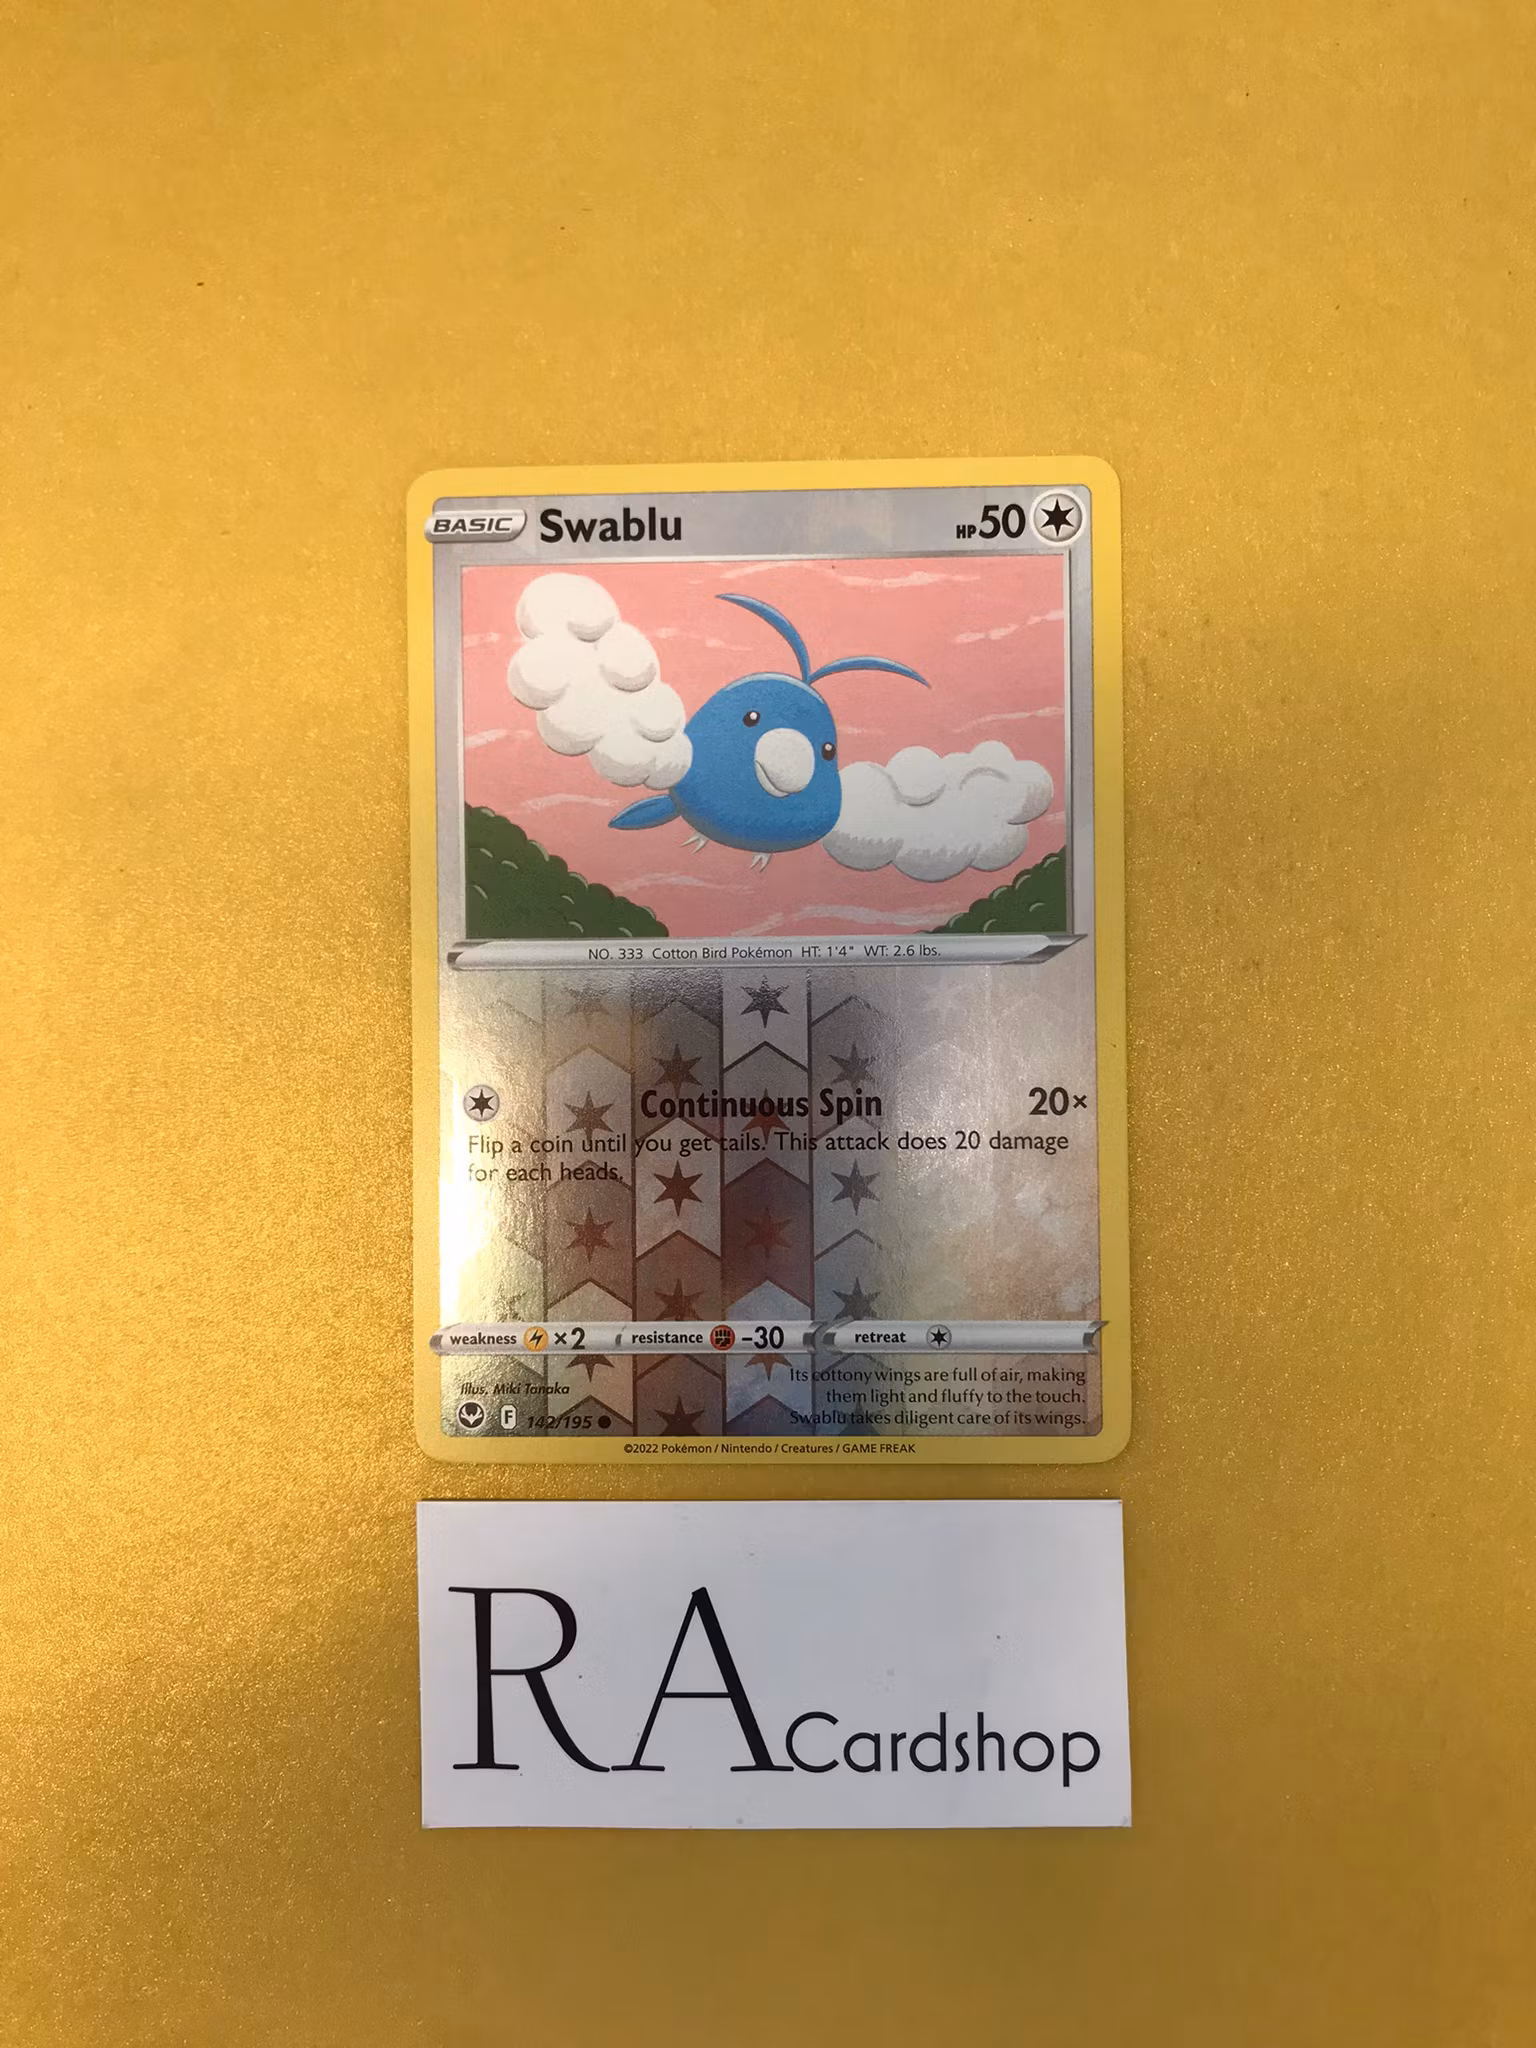 BASIC Swablu HP 50
NO. 333 Cotton Bird Pokémon HT: 1'4" WT: 2.6 lbs.
Continuous Spin 20×
Flip a coin until you get tails. This attack does 20 damage
for each heads.
weakness ×2 resistance -30 retreat
Illus. Miki Tanaka
F 142/195
Its cottony wings are full of air, making
them light and fluffy to the touch.
Swablu takes diligent care of its wings.
©2022 Pokémon / Nintendo / Creatures / GAME FREAK
RA Cardshop